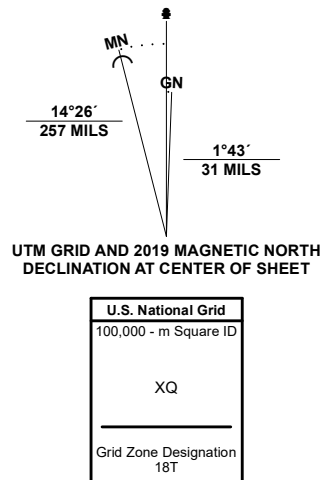 MN
GN
14°26´
257 MILS
1°43´
31 MILS
UTM GRID AND 2019 MAGNETIC NORTH
DECLINATION AT CENTER OF SHEET
U.S. National Grid
100,000 - m Square ID
XQ
Grid Zone Designation
18T